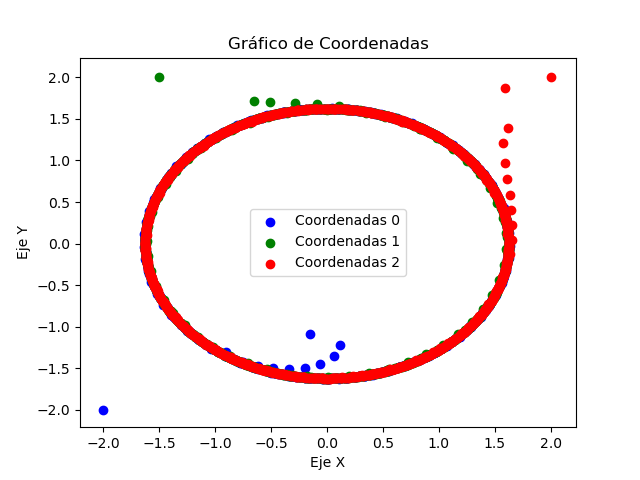 Gráfico de Coordenadas
Eje Y
2.0
1.5
1.0
0.5
0.0
−0.5
−1.0
−1.5
−2.0
Coordenadas 0
Coordenadas 1
Coordenadas 2
−2.0 −1.5 −1.0 −0.5 0.0 0.5 1.0 1.5 2.0
Eje X